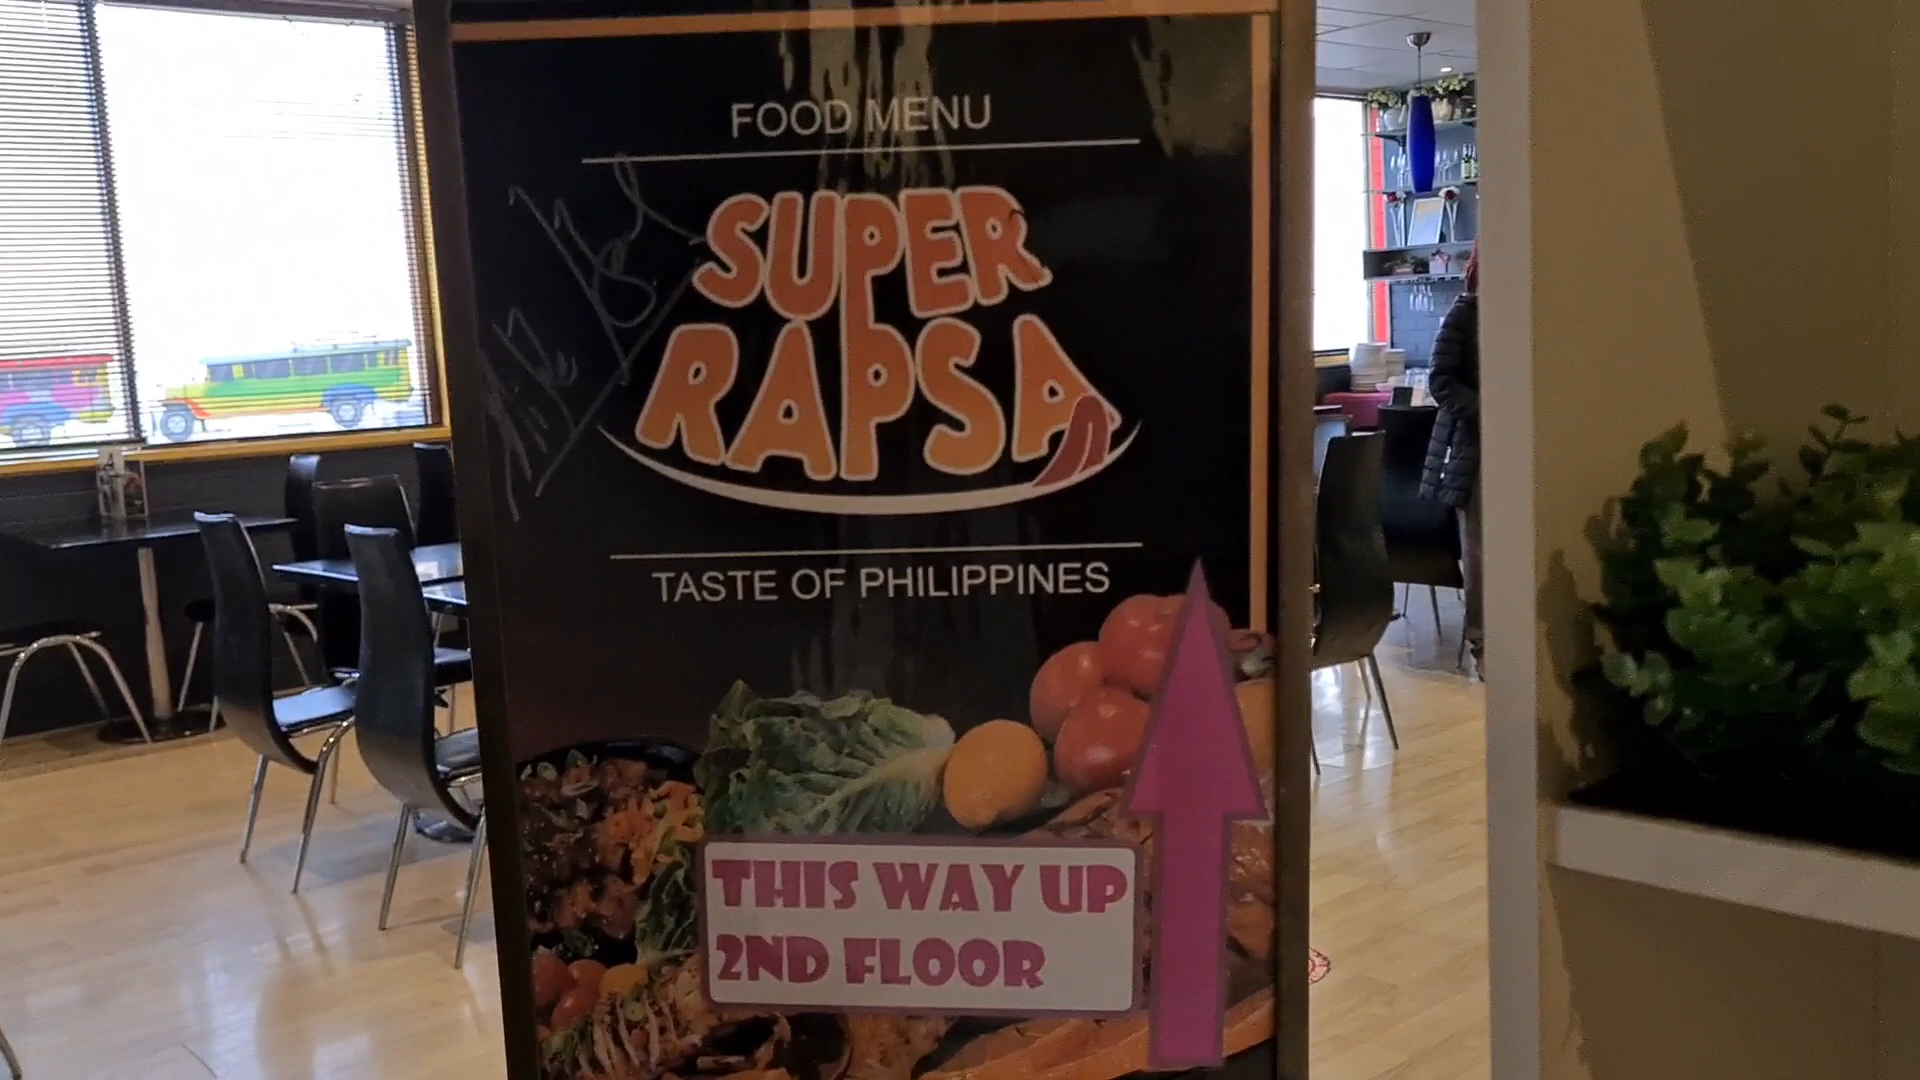 FOOD MENU
SUPER
RAPSA
TASTE OF PHILIPPINES
THIS WAY UP
2ND FLOOR